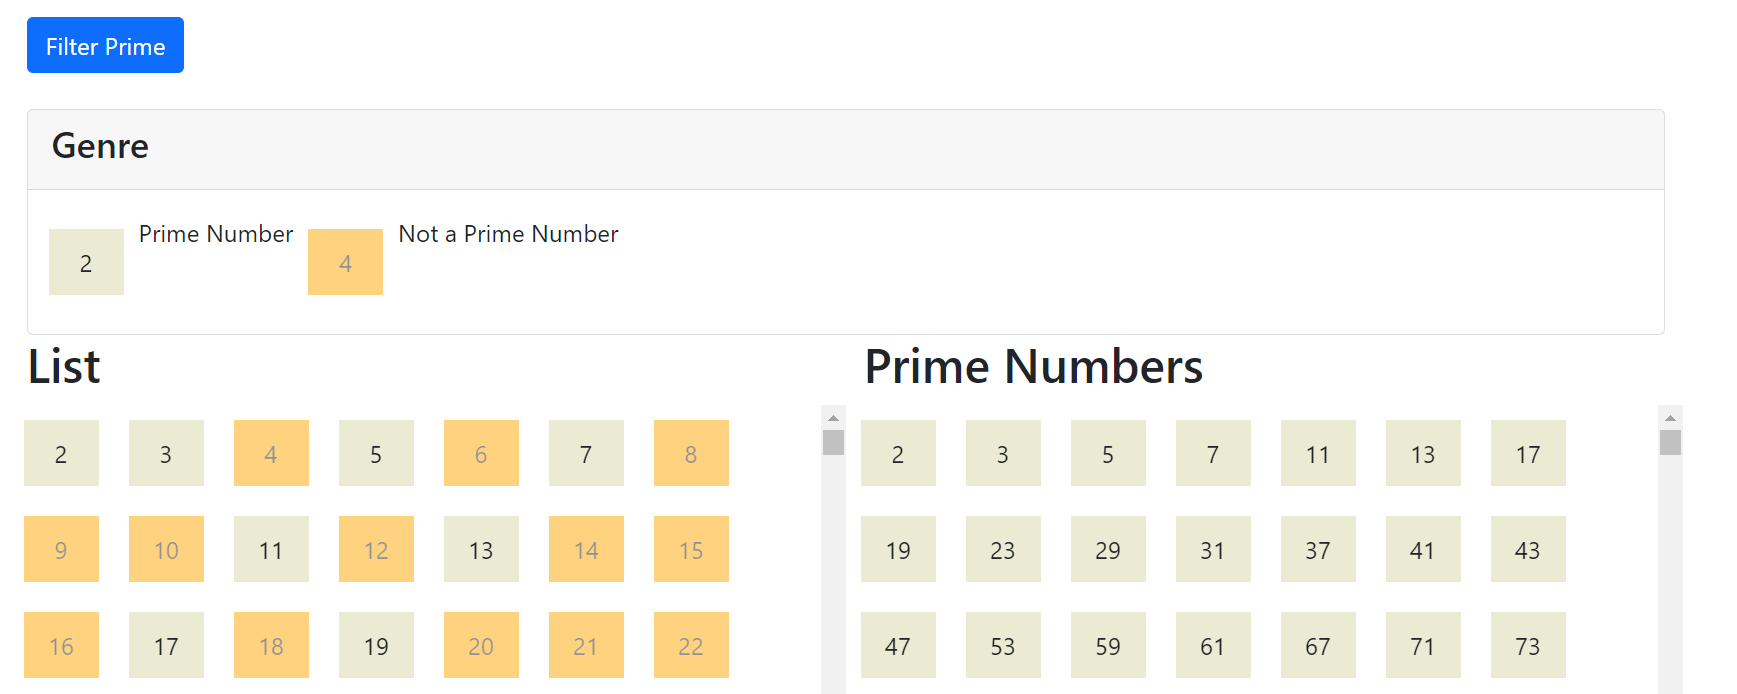 Filter Prime
Genre
2 Prime Number 4 Not a Prime Number
List
2 3 4 5 6 7 8
9 10 11 12 13 14 15
16 17 18 19 20 21 22
Prime Numbers
2 3 5 7 11 13 17
19 23 29 31 37 41 43
47 53 59 61 67 71 73